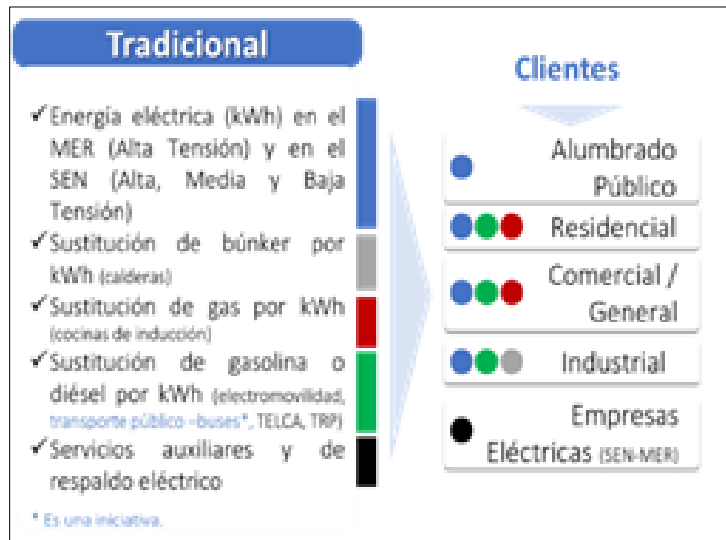 Tradicional
✓Energía eléctrica (kWh) en el
MER (Alta Tensión) y en el
SEN (Alta, Media y Baja
Tensión)
✓Sustitución de búnker por
kWh (calderas)
✓Sustitución de gas por kWh
(cocinas de inducción)
✓Sustitución de gasolina o
diésel por kWh (electromovilidad,
transporte público –buses*, TELCA, TRP)
✓Servicios auxiliares y de
respaldo eléctrico
* Es una iniciativa.
Clientes
Alumbrado
Público
Residencial
Comercial /
General
Industrial
Empresas
Eléctricas (SEN-MER)